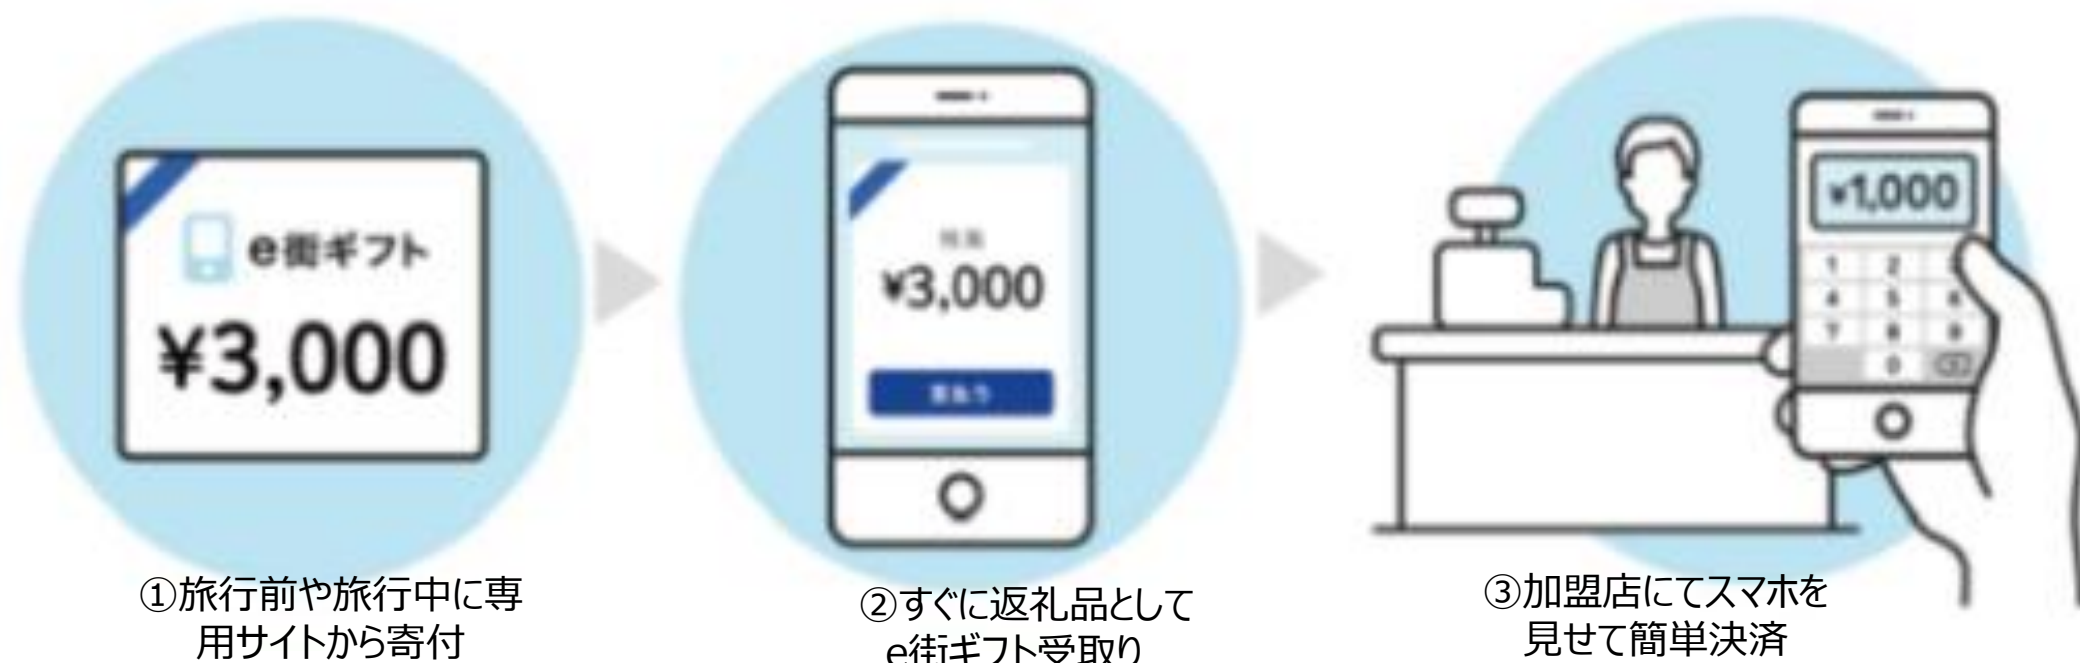 e街ギフト
¥3,000
¥3,000
¥1,000
1 2
4 5 6
7 8 9
0
①旅行前や旅行中に専
用サイトから寄付
②すぐに返礼品として
e街ギフト受取り
③加盟店にてスマホを
見せて簡単決済